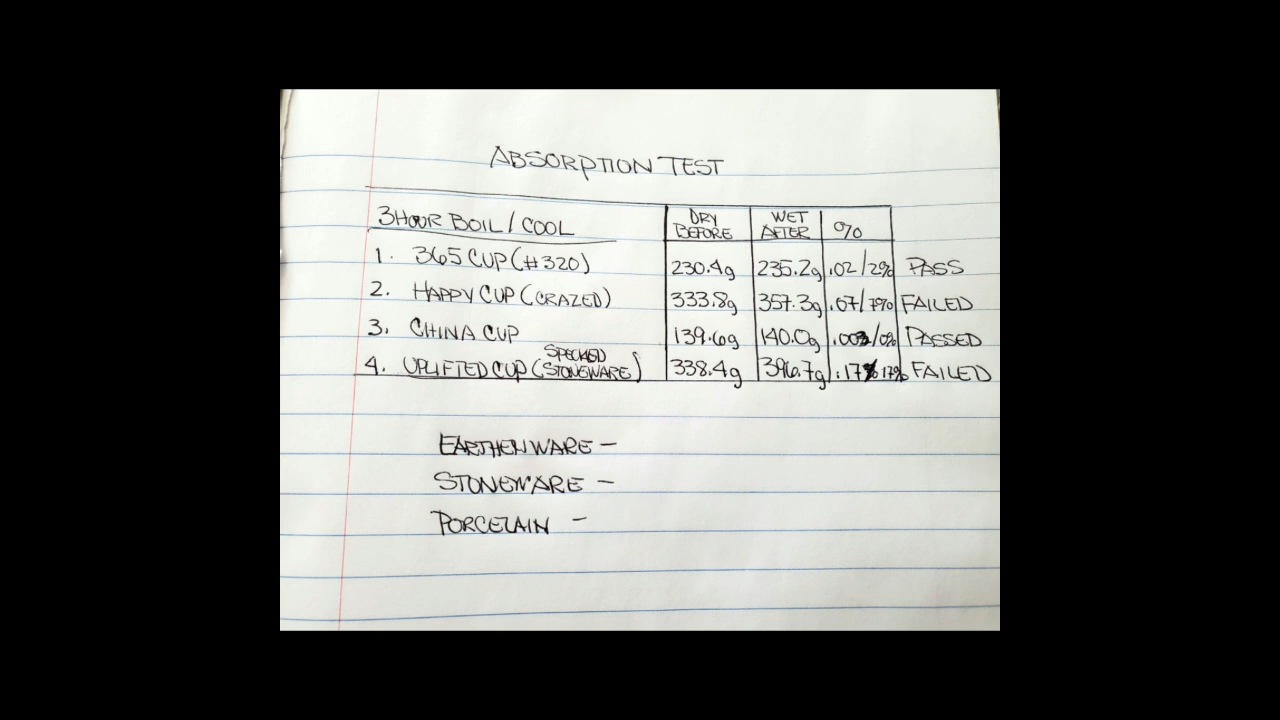 ABSORPTION TEST
3 HOUR BOIL / COOL DRY BEFORE WET AFTER %
1. 365 CUP (#320) 230.4g 235.2g .02/2% PASS
2. HAPPY CUP (CRAZED) 333.8g 357.3g .07/7% FAILED
3. CHINA CUP 139.6g 140.0g .003/0% PASSED
4. UPLIFTED CUP (SPECKED STONEWARE) 338.4g 396.7g .17 17% FAILED
EARTHENWARE -
STONEWARE -
PORCELAIN -